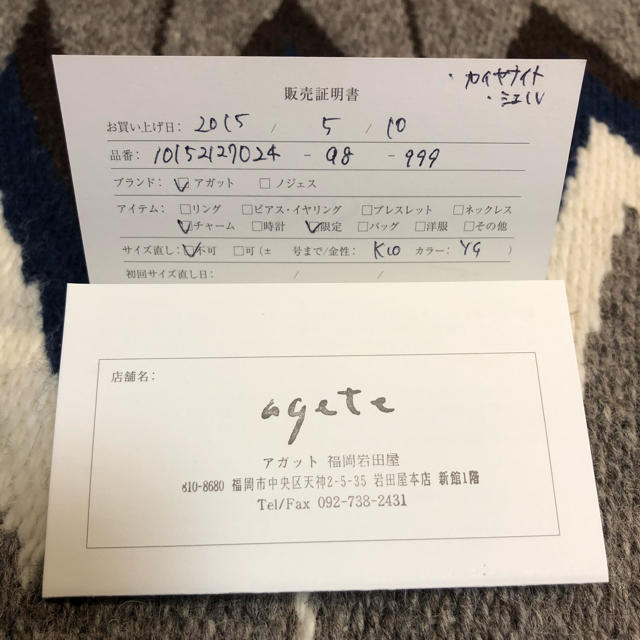 ・カイヤナイト
・シェル
販売証明書
お買い上げ日： 2015 / 5 / 10
品番： 10152127024 - 98 - 999
ブランド： ☑アガット □ノジェス
アイテム： □リング □ピアス・イヤリング □ブレスレット □ネックレス
☑チャーム □時計 ☑限定 □バッグ □洋服 □その他
サイズ直し： ☑不可 □可（± 号まで/金性： K10 カラー： YG ）
初回サイズ直し日： / /
店舗名：
agete
アガット 福岡岩田屋
810-8680 福岡市中央区天神2-5-35 岩田屋本店 新館1階
Tel/Fax 092-738-2431